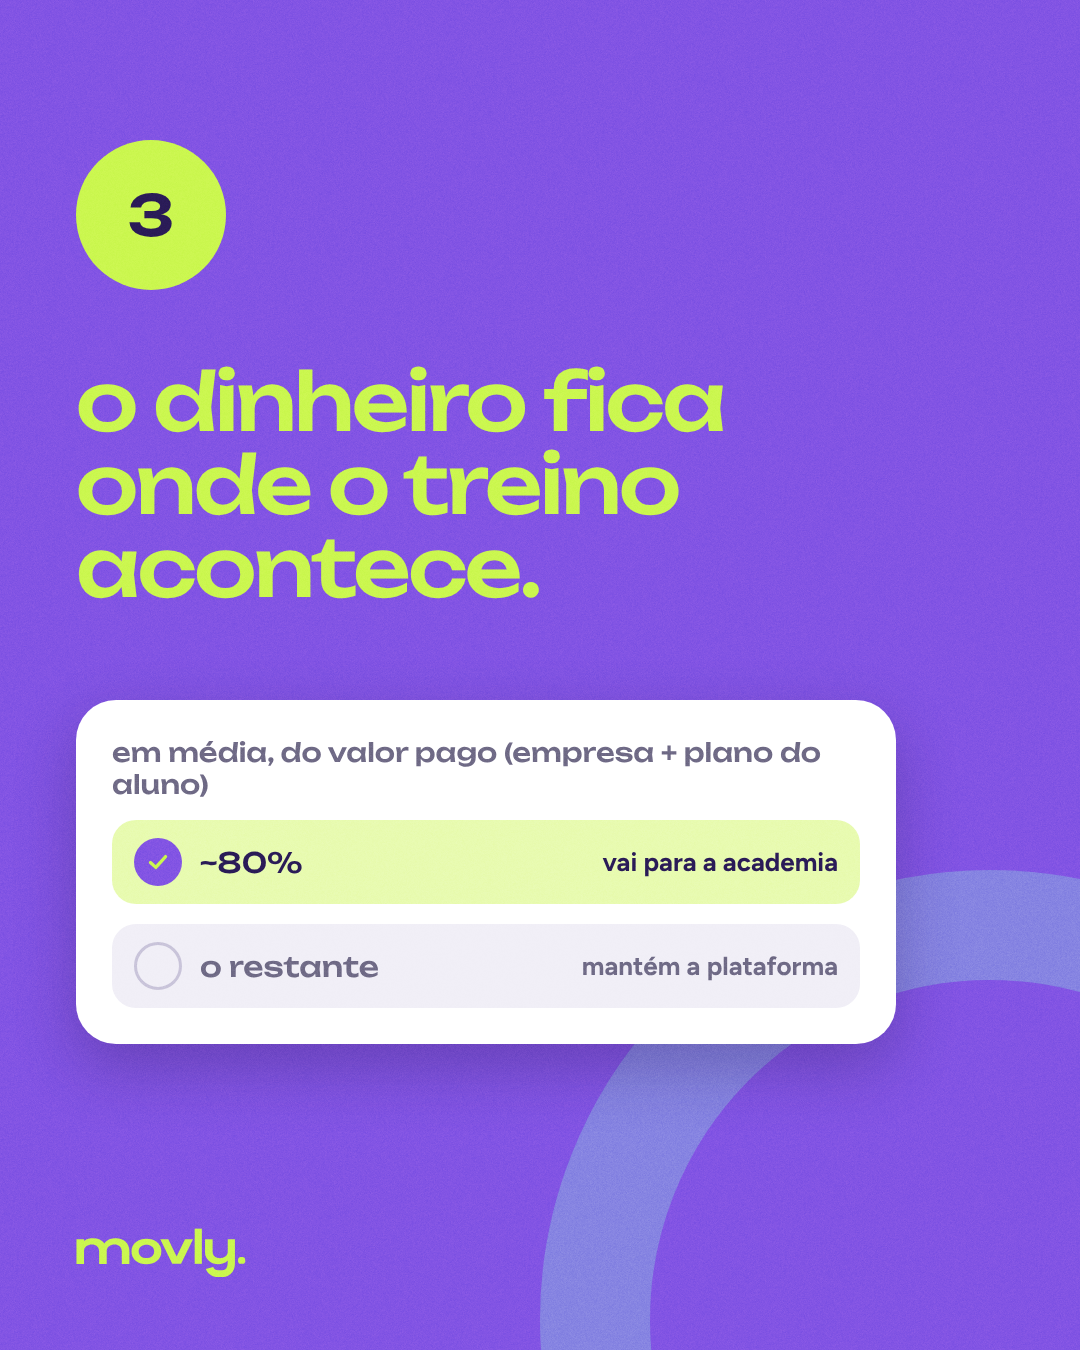 3
o dinheiro fica
onde o treino
acontece.
em média, do valor pago (empresa + plano do
aluno)
~80% vai para a academia
o restante mantém a plataforma
movly.